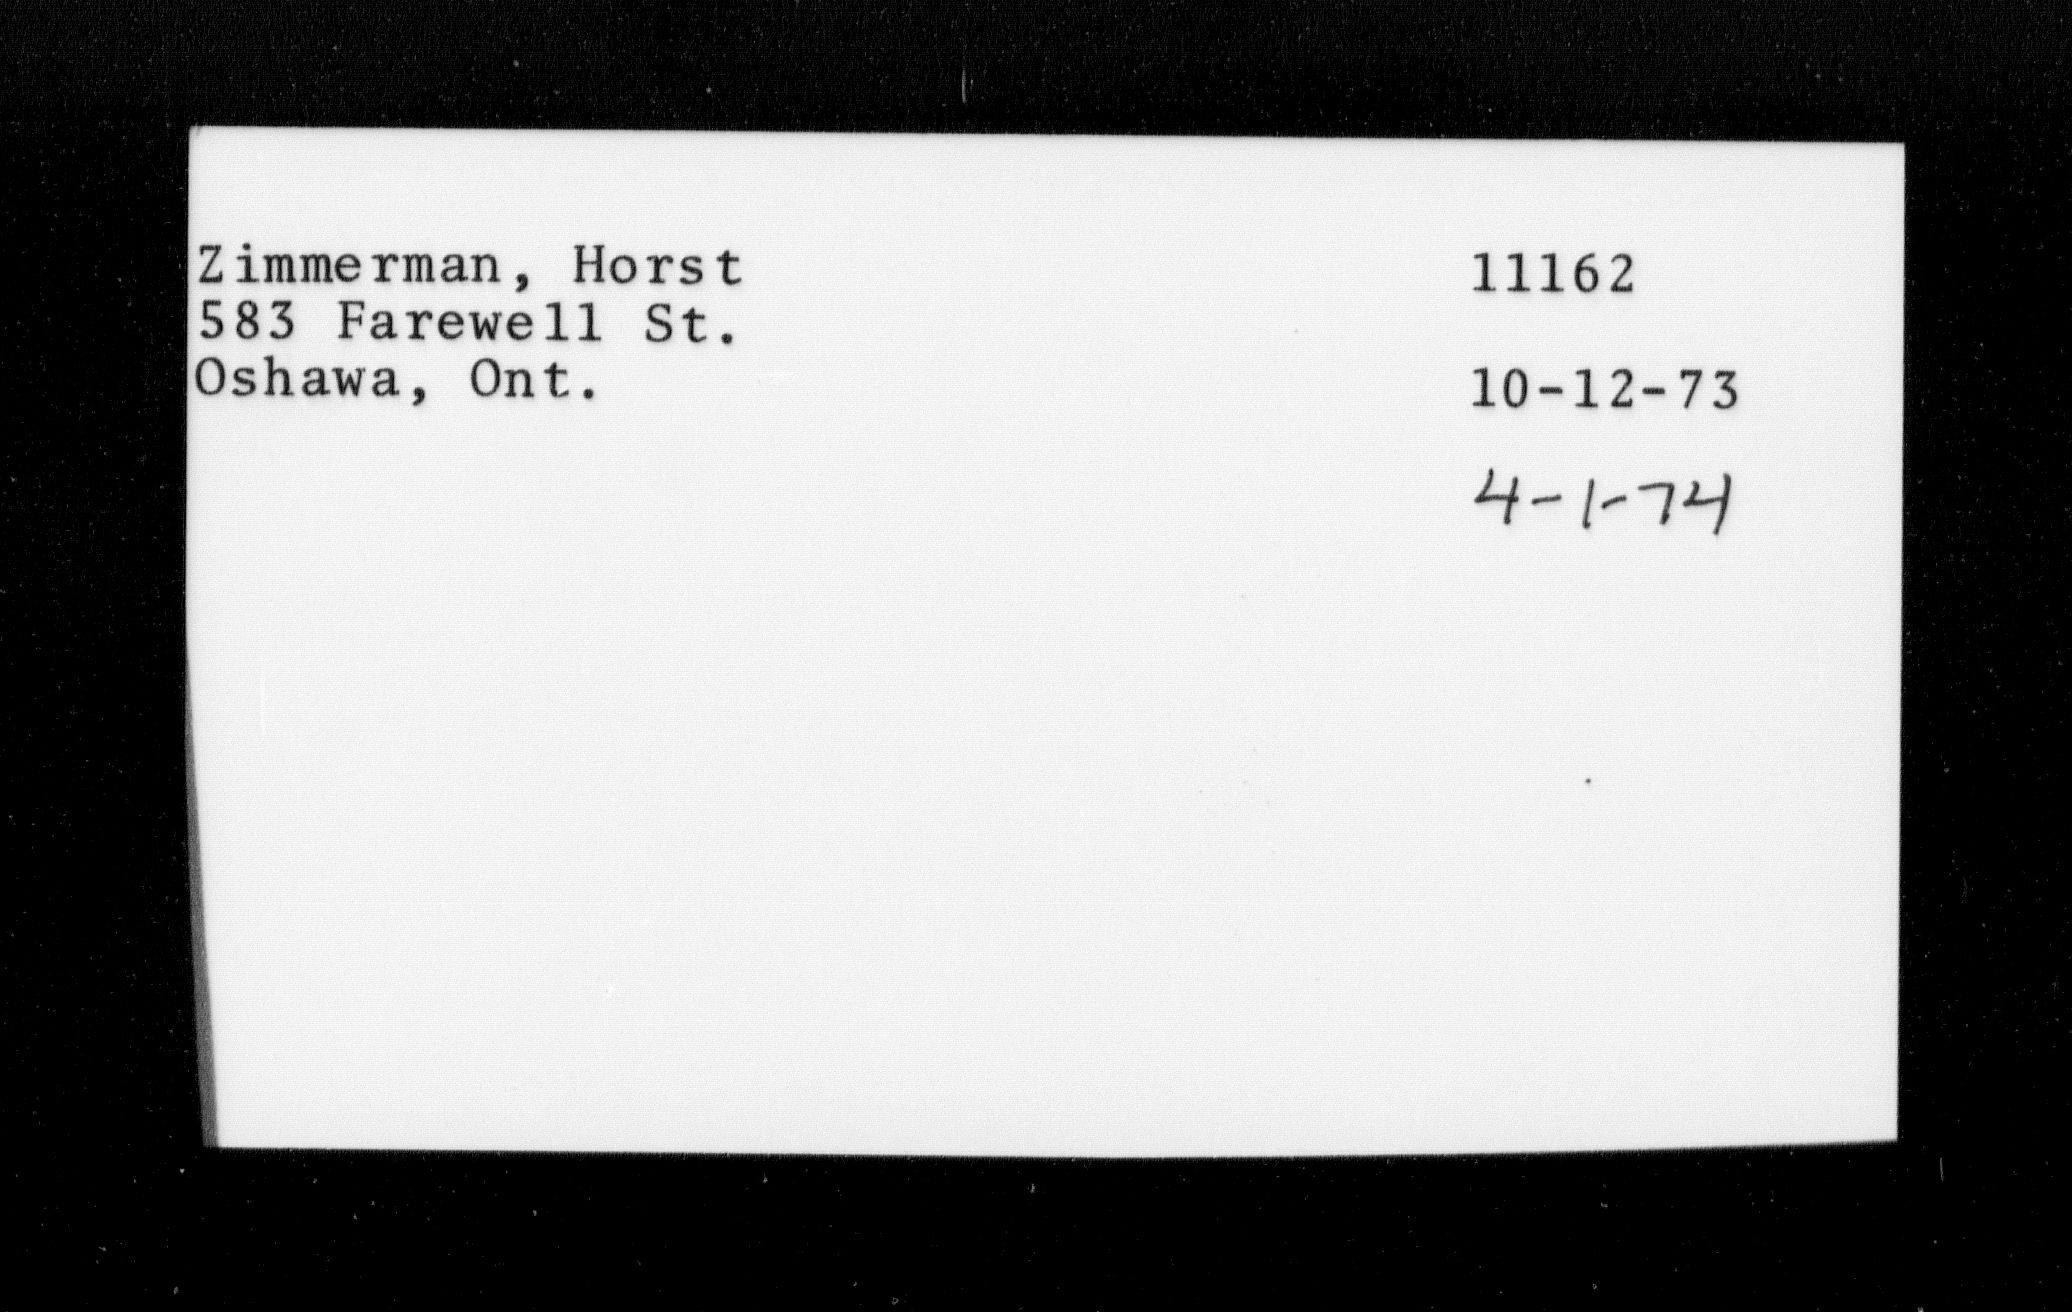 Zimmerman, Horst
583 Farewell St.
Oshawa, Ont.
11162
10-12-73
4-1-74